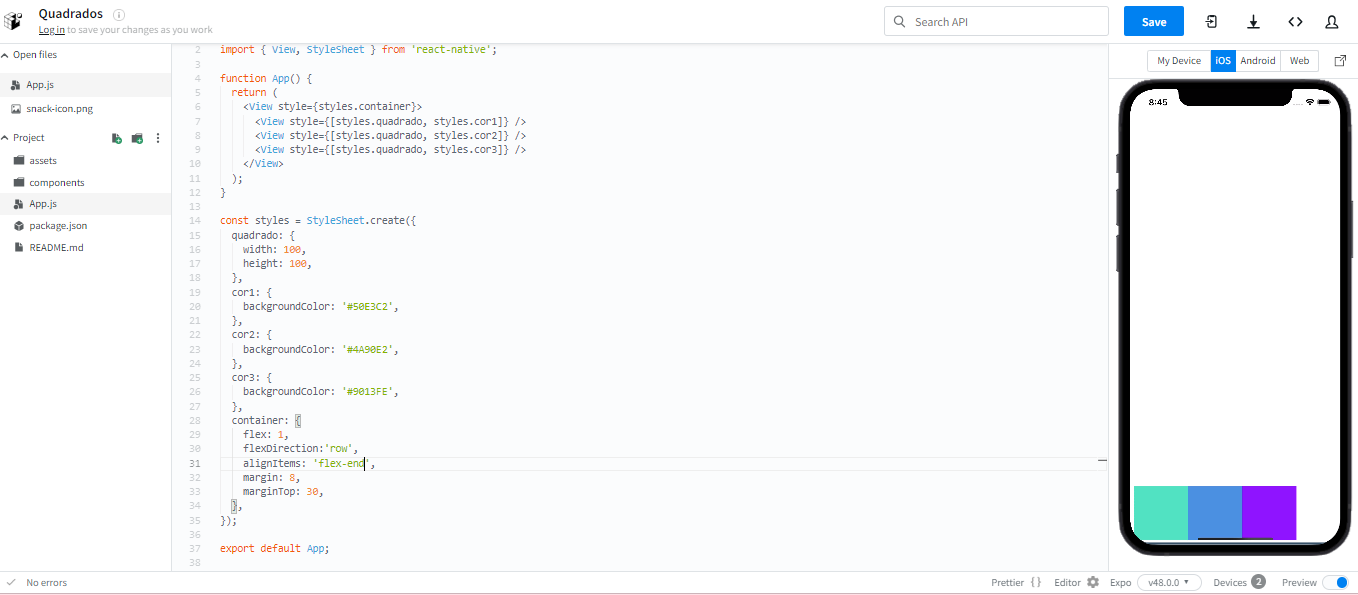 Quadrados
Log in to save your changes as you work
Search API
Save
Open files
App.js
snack-icon.png
Project
assets
components
App.js
package.json
README.md
2 import { View, StyleSheet } from 'react-native';
3
4 function App() {
5 return (
6 <View style={styles.container}>
7 <View style={[styles.quadrado, styles.cor1]} />
8 <View style={[styles.quadrado, styles.cor2]} />
9 <View style={[styles.quadrado, styles.cor3]} />
10 </View>
11 );
12 }
13
14 const styles = StyleSheet.create({
15 quadrado: {
16 width: 100,
17 height: 100,
18 },
19 cor1: {
20 backgroundColor: '#50E3C2',
21 },
22 cor2: {
23 backgroundColor: '#4A90E2',
24 },
25 cor3: {
26 backgroundColor: '#9013FE',
27 },
28 container: {
29 flex: 1,
30 flexDirection:'row',
31 alignItems: 'flex-end',
32 margin: 8,
33 marginTop: 30,
34 },
35 });
36
37 export default App;
38
My Device iOS Android Web
8:45
No errors
Prettier { } Editor Expo v48.0.0 Devices 2 Preview